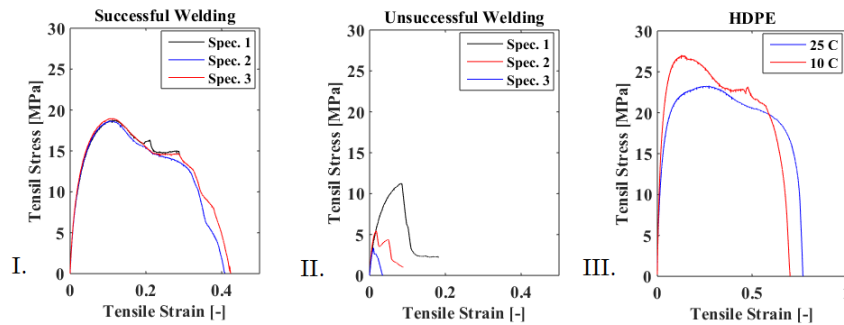 Successful Welding
Spec. 1
Spec. 2
Spec. 3
30
25
20
15
10
5
0
0
0.2
0.4
Tensil Stress [MPa]
Tensile Strain [-]
I.
Unsuccessful Welding
Spec. 1
Spec. 2
Spec. 3
30
25
20
15
10
5
0
0
0.2
0.4
Tensil Stress [MPa]
Tensile Strain [-]
II.
HDPE
25 C
10 C
30
25
20
15
10
5
0
0
0.5
1
Tensil Stress [MPa]
Tensile Strain [-]
III.